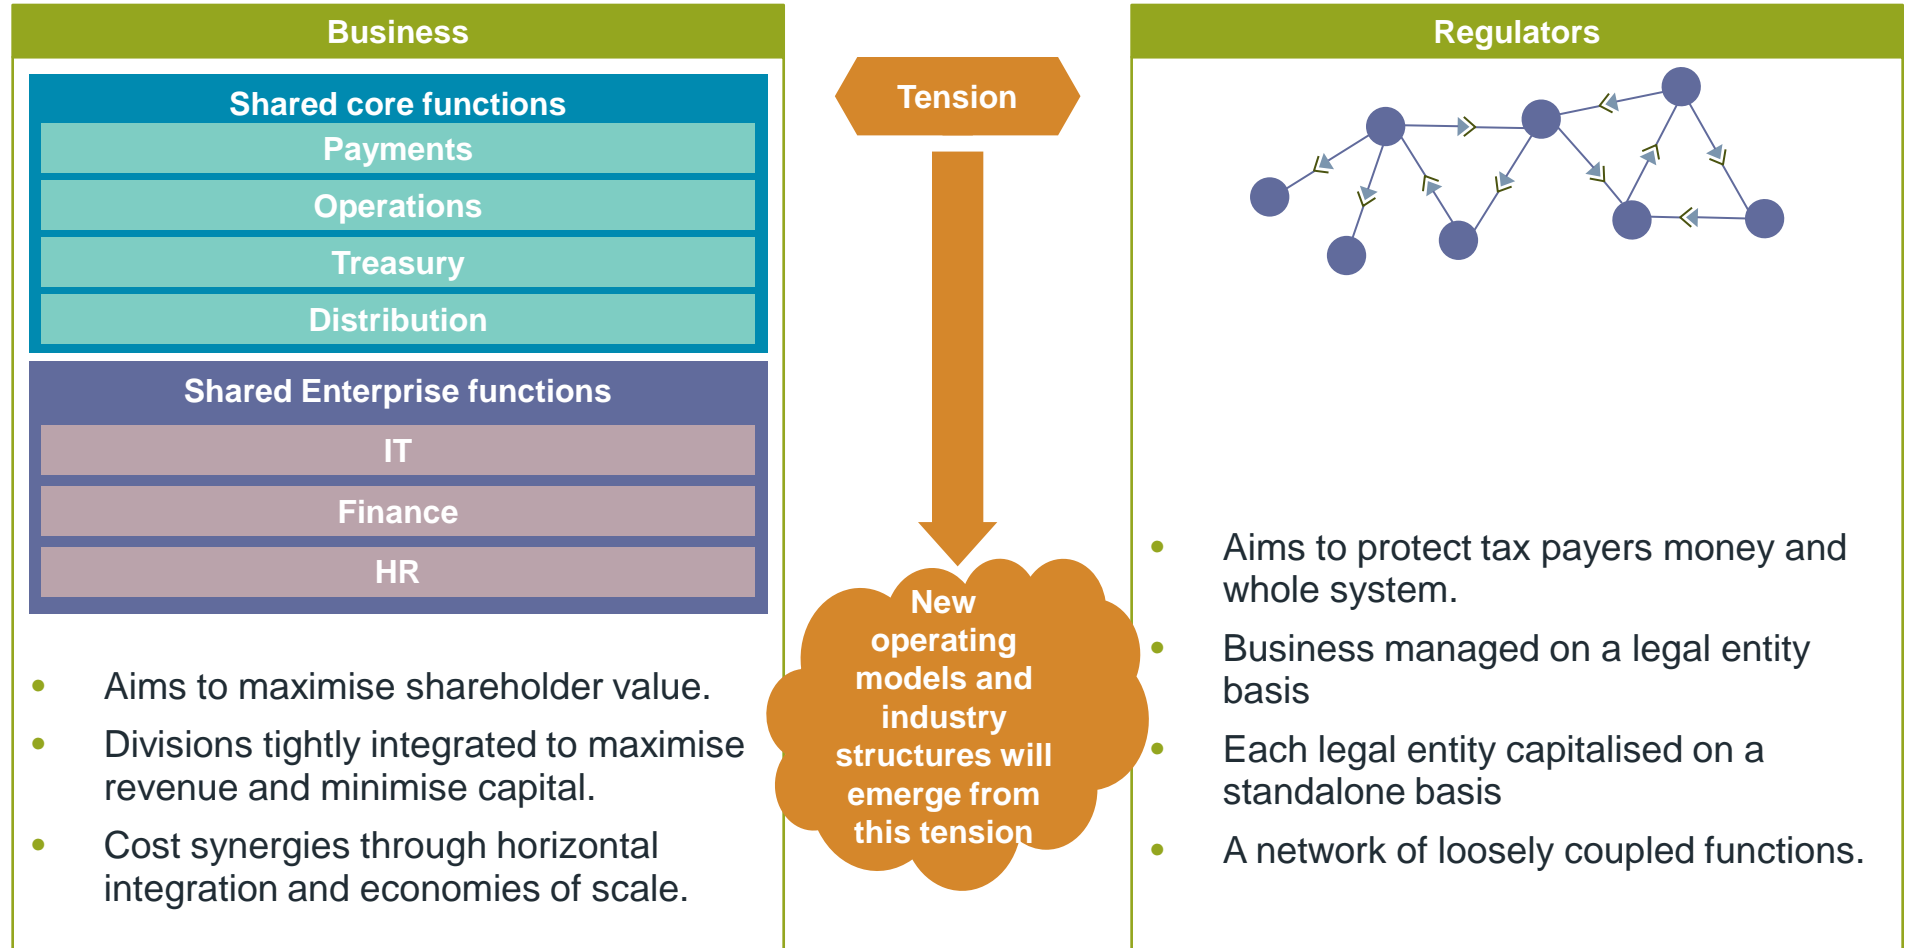 Business
Shared core functions
Payments
Operations
Treasury
Distribution
Shared Enterprise functions
IT
Finance
HR
• Aims to maximise shareholder value.
• Divisions tightly integrated to maximise
revenue and minimise capital.
• Cost synergies through horizontal
integration and economies of scale.
Tension
New
operating
models and
industry
structures will
emerge from
this tension
Regulators
• Aims to protect tax payers money and
whole system.
• Business managed on a legal entity
basis
• Each legal entity capitalised on a
standalone basis
• A network of loosely coupled functions.